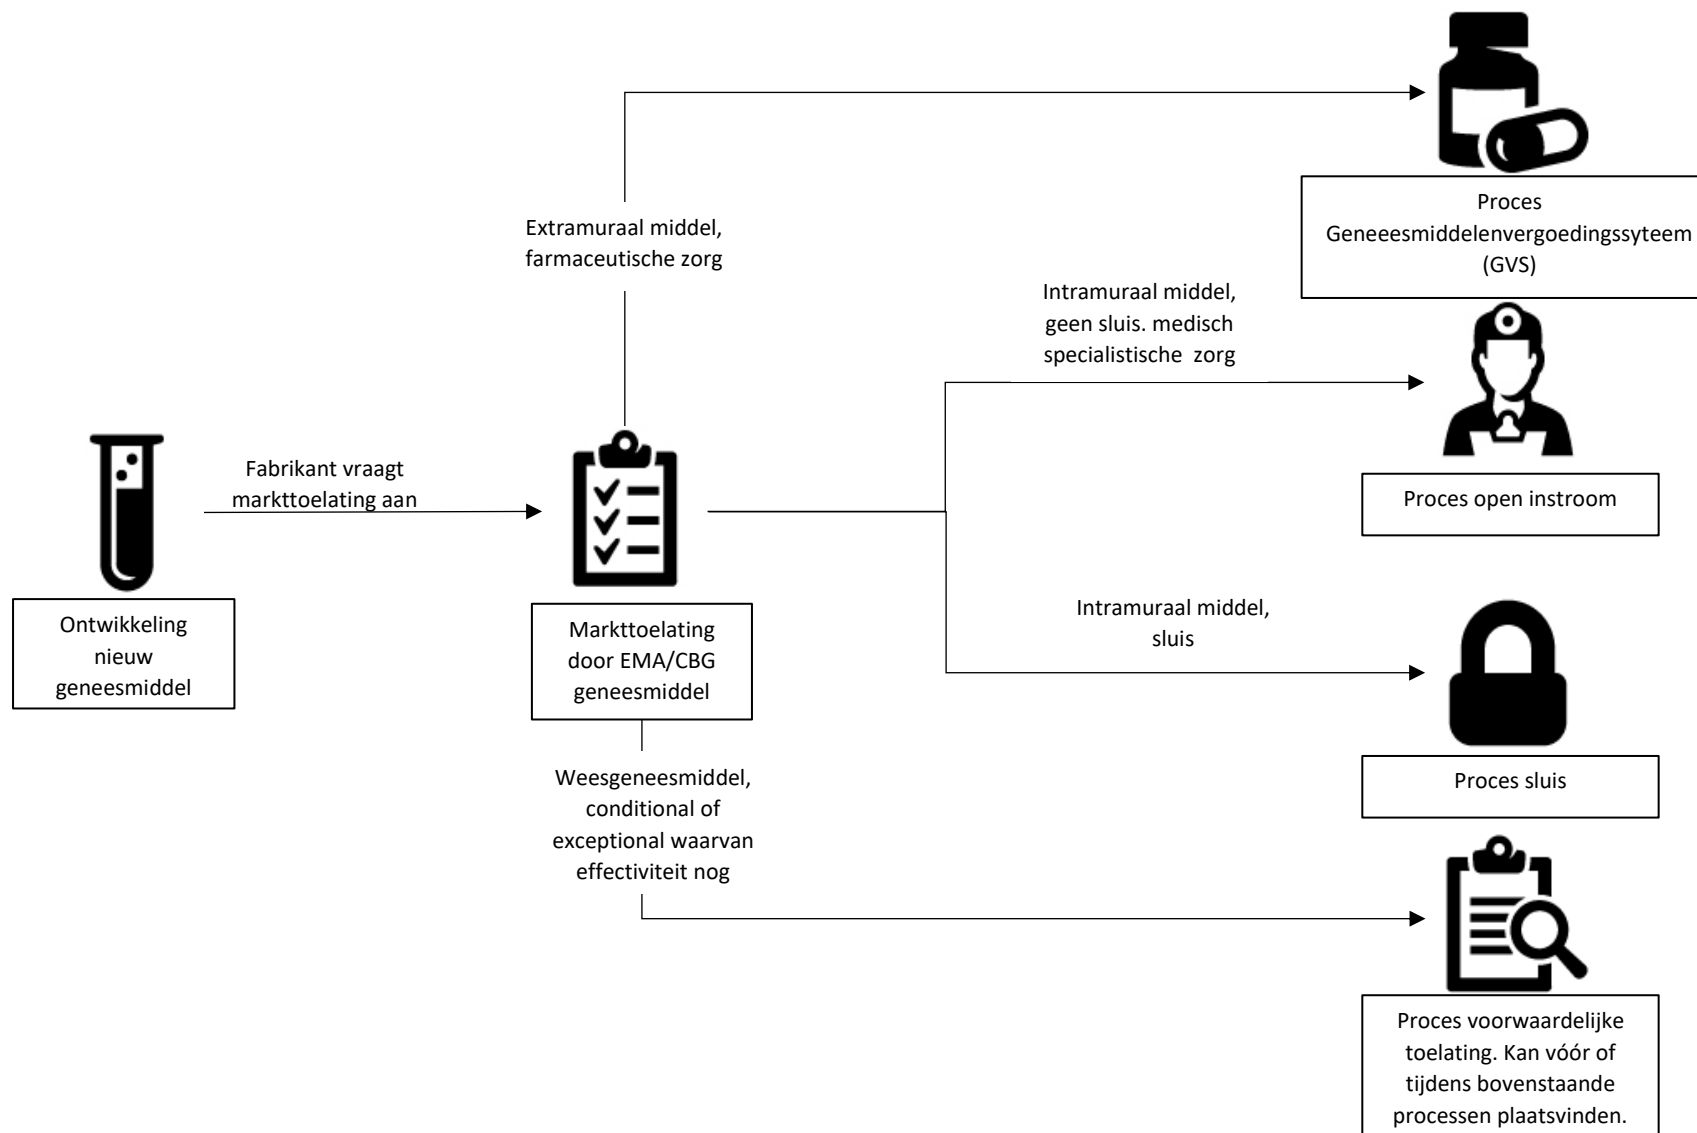 Proces
Geneeesmiddelenvergoedingssyteem
(GVS)
Extramuraal middel,
farmaceutische zorg
Intramuraal middel,
geen sluis. medisch
specialistische  zorg
Fabrikant vraagt
markttoelating aan
Proces open instroom
Ontwikkeling
nieuw
geneesmiddel
Markttoelating
door EMA/CBG
geneesmiddel
Intramuraal middel,
sluis
Proces sluis
Weesgeneesmiddel,
conditional of
exceptional waarvan
effectiviteit nog
Proces voorwaardelijke
toelating. Kan vóór of
tijdens bovenstaande
processen plaatsvinden.